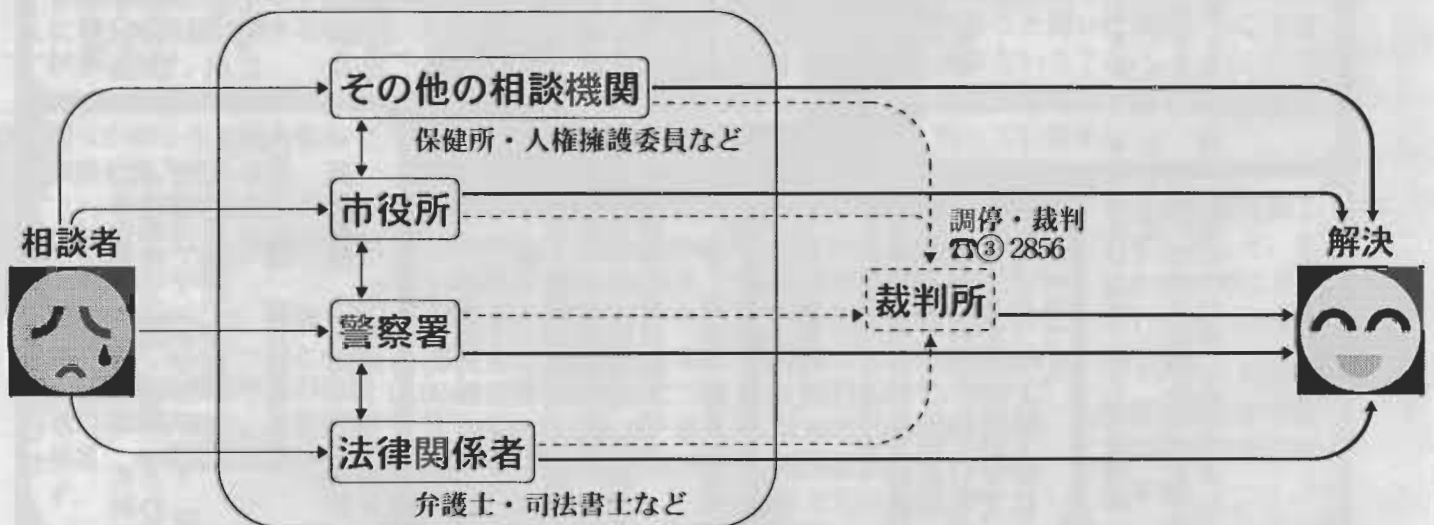 その他の相談機関
保健所・人権擁護委員など
市役所
相談者
調停・裁判
☎③2856
解決
裁判所
警察署
法律関係者
弁護士・司法書士など